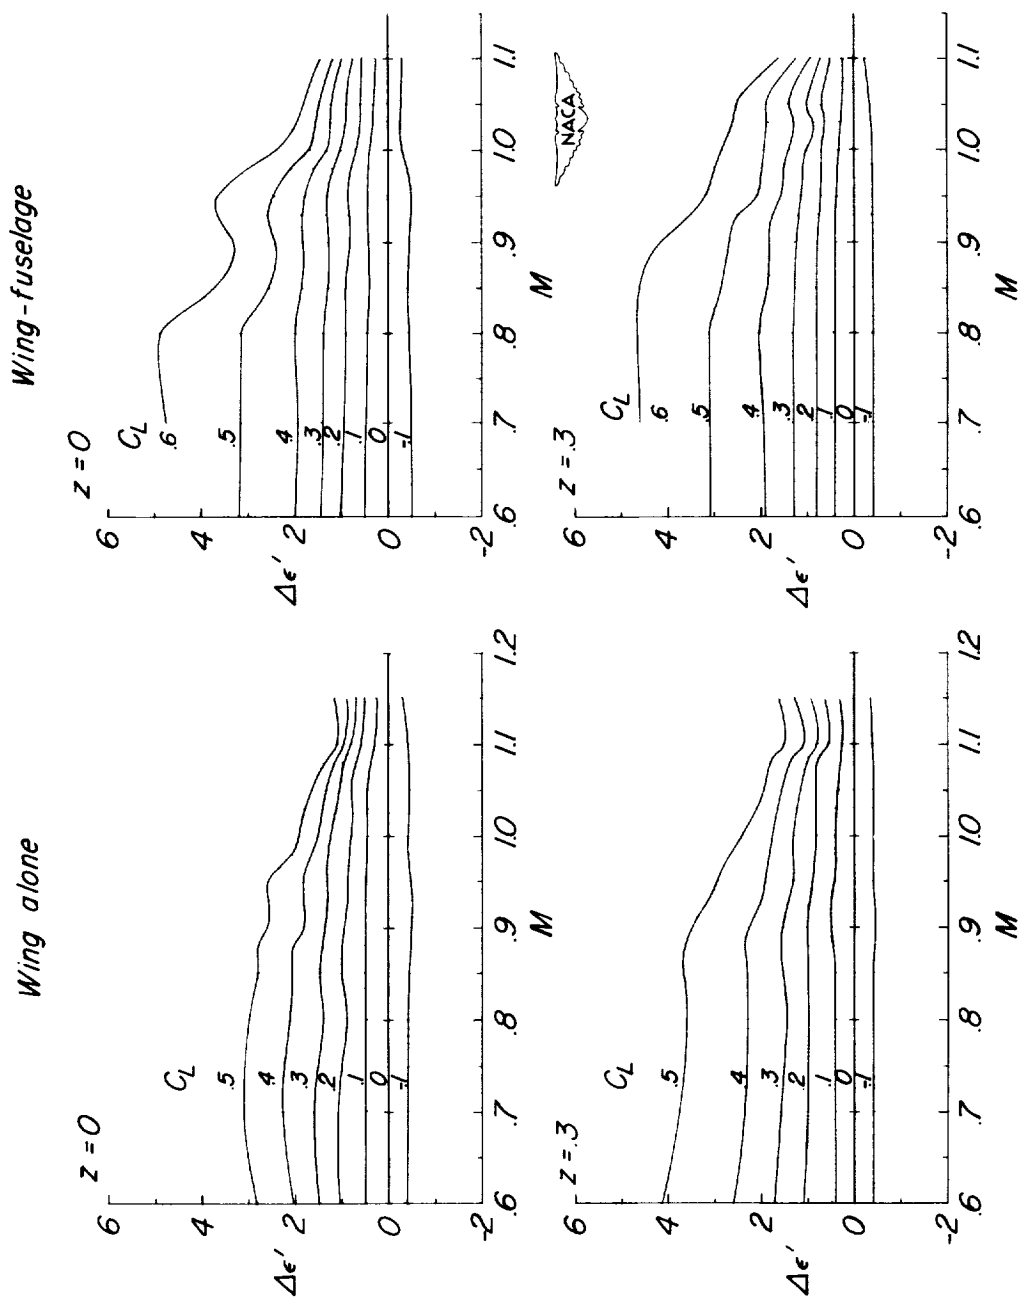 Wing alone
z = 0
C_L
.5
.4
.3
.2
.1
0
-.1
Δε'
6
4
2
0
-2
.6 .7 .8 .9 1.0 1.1 1.2
M
z = .3
C_L
.5
.4
.3
.2
.1
0
-.1
Δε'
6
4
2
0
-2
.6 .7 .8 .9 1.0 1.1 1.2
M
Wing-fuselage
z = 0
C_L
.6
.5
.4
.3
.2
.1
0
-.1
Δε'
6
4
2
0
-2
.6 .7 .8 .9 1.0 1.1
M
NACA
z = .3
C_L
.6
.5
.4
.3
.2
.1
0
-.1
Δε'
6
4
2
0
-2
.6 .7 .8 .9 1.0 1.1
M